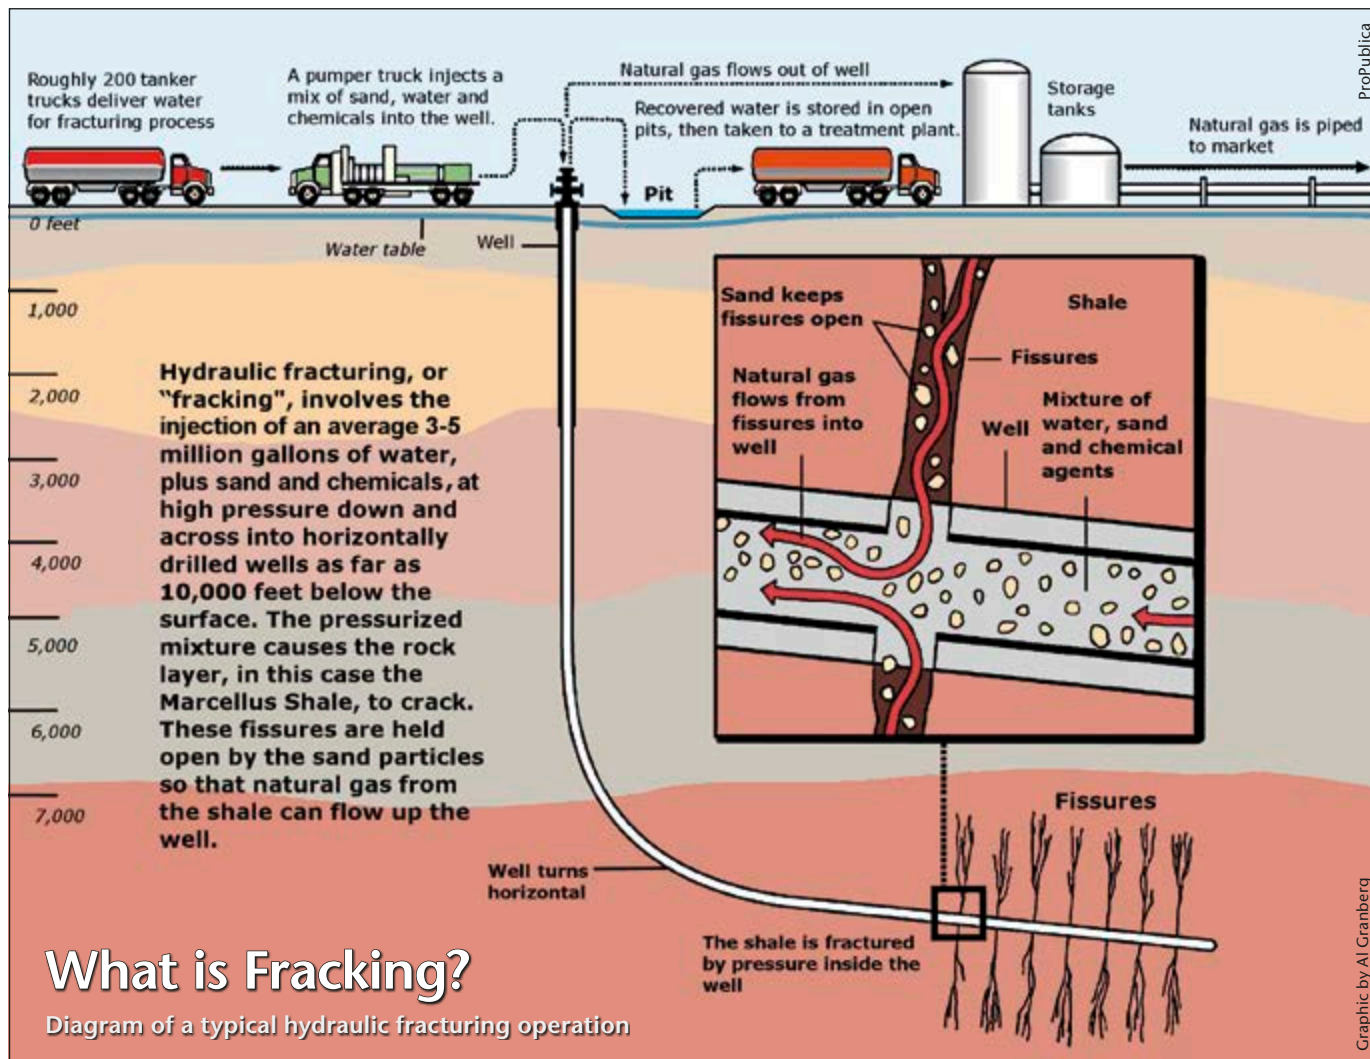 ProPublica
Roughly 200 tanker
trucks deliver water
for fracturing process
A pumper truck injects a
mix of sand, water and
chemicals into the well.
Natural gas flows out of well
Recovered water is stored in open
pits, then taken to a treatment plant.
Storage
tanks
Natural gas is piped
to market
Pit
0 feet
Water table
Well
1,000
2,000
3,000
4,000
5,000
6,000
7,000
Hydraulic fracturing, or
"fracking", involves the
injection of an average 3-5
million gallons of water,
plus sand and chemicals, at
high pressure down and
across into horizontally
drilled wells as far as
10,000 feet below the
surface. The pressurized
mixture causes the rock
layer, in this case the
Marcellus Shale, to crack.
These fissures are held
open by the sand particles
so that natural gas from
the shale can flow up the
well.
Sand keeps
fissures open
Shale
Fissures
Natural gas
flows from
fissures into
well
Well
Mixture of
water, sand
and chemical
agents
Fissures
Well turns
horizontal
The shale is fractured
by pressure inside the
well
What is Fracking?
Diagram of a typical hydraulic fracturing operation
Graphic by Al Granberg